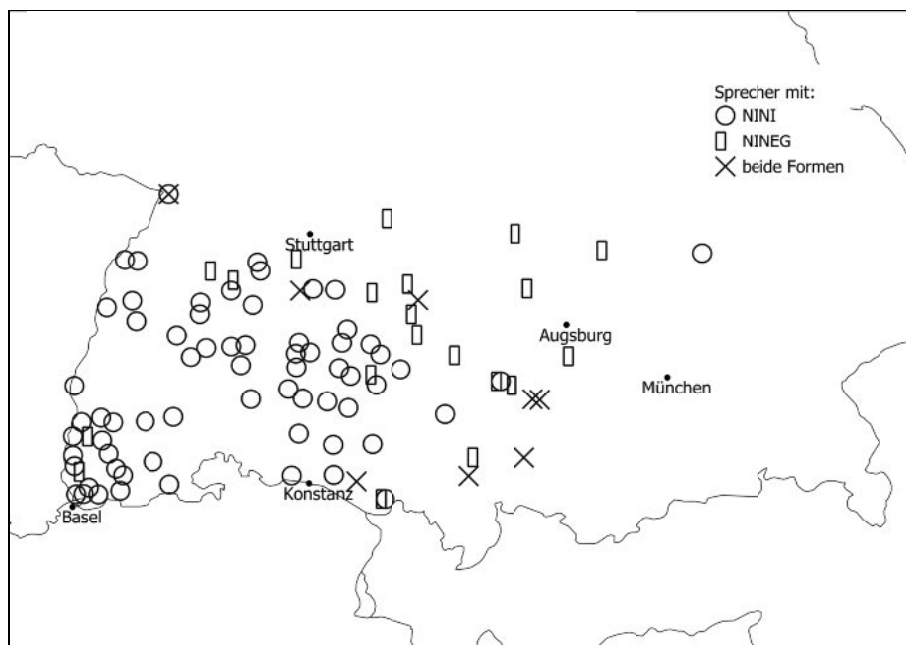 Sprecher mit:
NINI
NINEG
beide Formen
Stuttgart
Augsburg
München
Konstanz
Basel